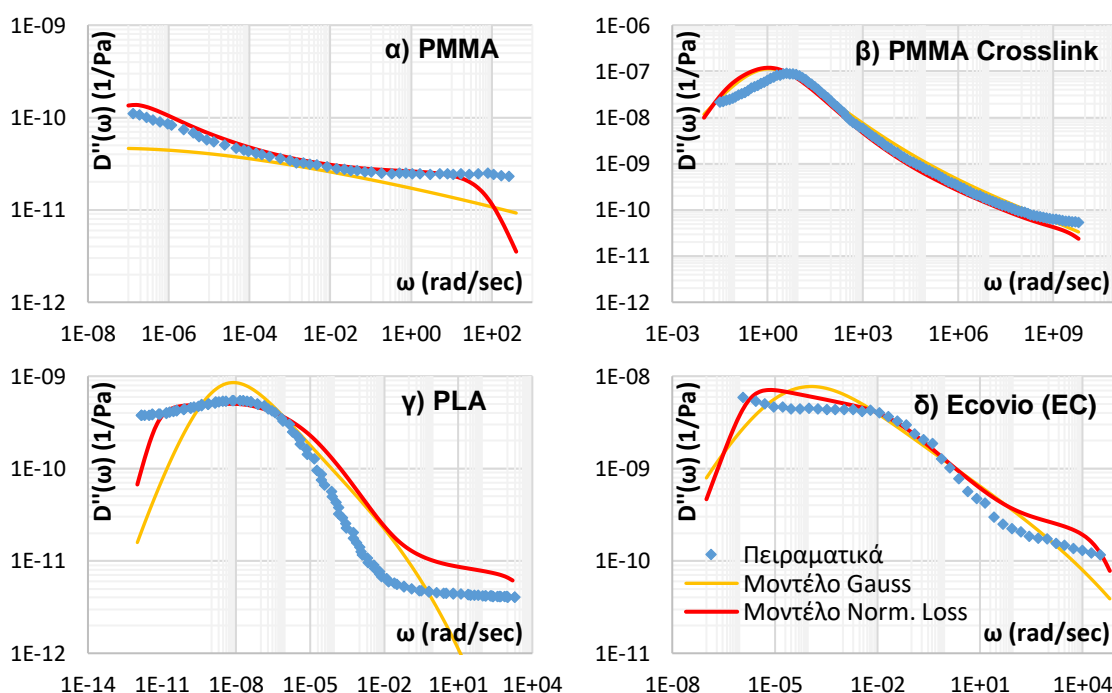 1E-09
1E-10
1E-11
1E-12
D''(ω) (1/Pa)
α) PMMA
ω (rad/sec)
1E-08 1E-06 1E-04 1E-02 1E+00 1E+02
1E-06
1E-07
1E-08
1E-09
1E-10
1E-11
1E-12
D''(ω) (1/Pa)
β) PMMA Crosslink
ω (rad/sec)
1E-03 1E+00 1E+03 1E+06 1E+09
1E-09
1E-10
1E-11
1E-12
D''(ω) (1/Pa)
γ) PLA
ω (rad/sec)
1E-14 1E-11 1E-08 1E-05 1E-02 1E+01 1E+04
1E-08
1E-09
1E-10
1E-11
D''(ω) (1/Pa)
δ) Ecovio (EC)
Πειραματικά
Μοντέλο Gauss
Μοντέλο Norm. Loss
ω (rad/sec)
1E-08 1E-05 1E-02 1E+01 1E+04